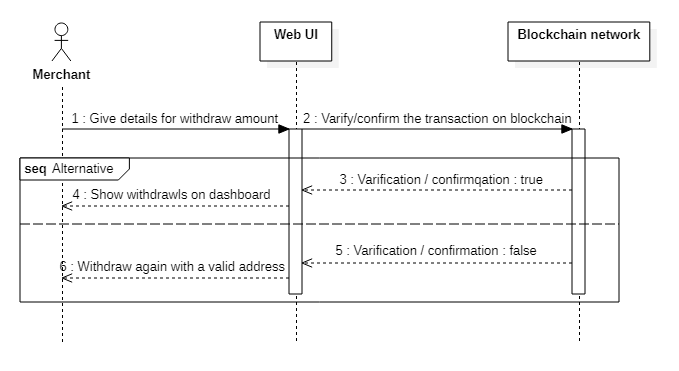 Web UI
Blockchain network
Merchant
1 : Give details for withdraw amount
2 : Varify/confirm the transaction on blockchain
seq Alternative
3 : Varification / confirmqation : true
4 : Show withdrawls on dashboard
5 : Varification / confirmation : false
6 : Withdraw again with a valid address